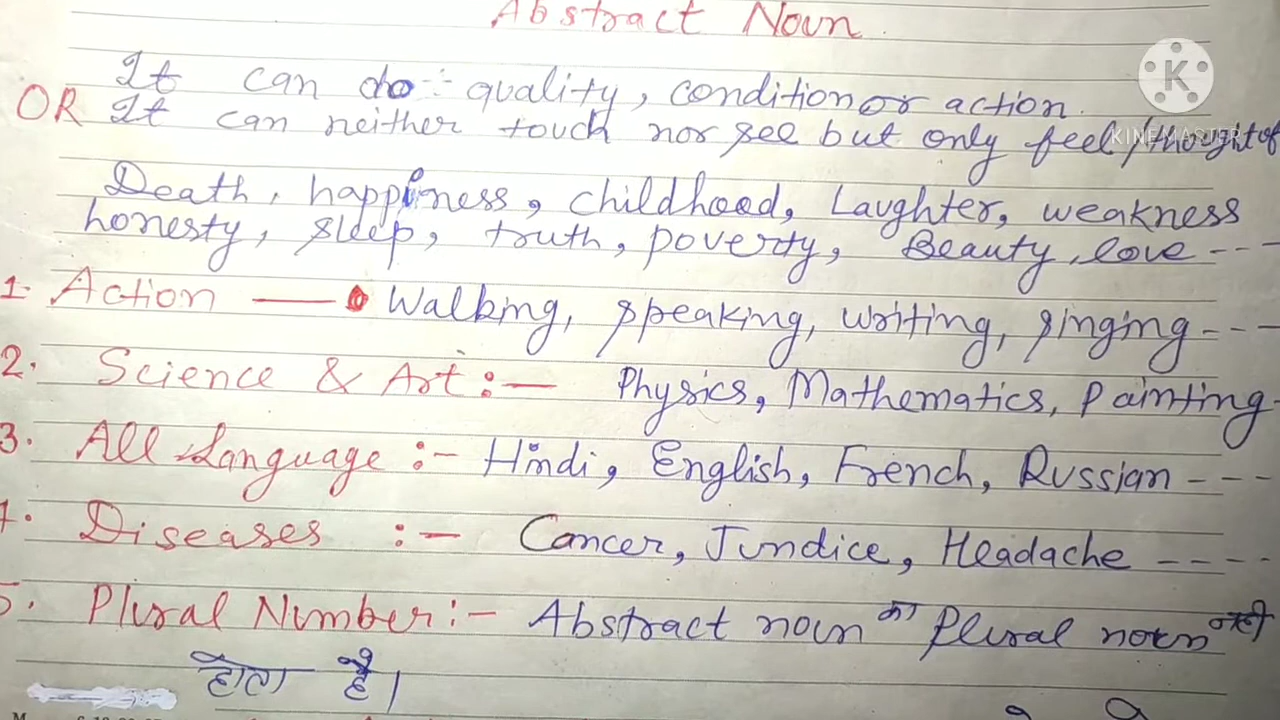 Abstract Noun
It can do quality, condition or action.
OR It can neither touch nor see but only feel/thought of
Death, happiness, childhood, Laughter, weakness
honesty, sleep, truth, poverty, Beauty, love ---
1. Action — Walking, speaking, writing, singing ---
2. Science & Art :— Physics, Mathematics, Painting
3. All Language :- Hindi, English, French, Russian ---
4. Diseases :— Cancer, Jundice, Headache ----
5. Plural Number :- Abstract noun का Plural noun नही
होता है।
K
KINEMASTER